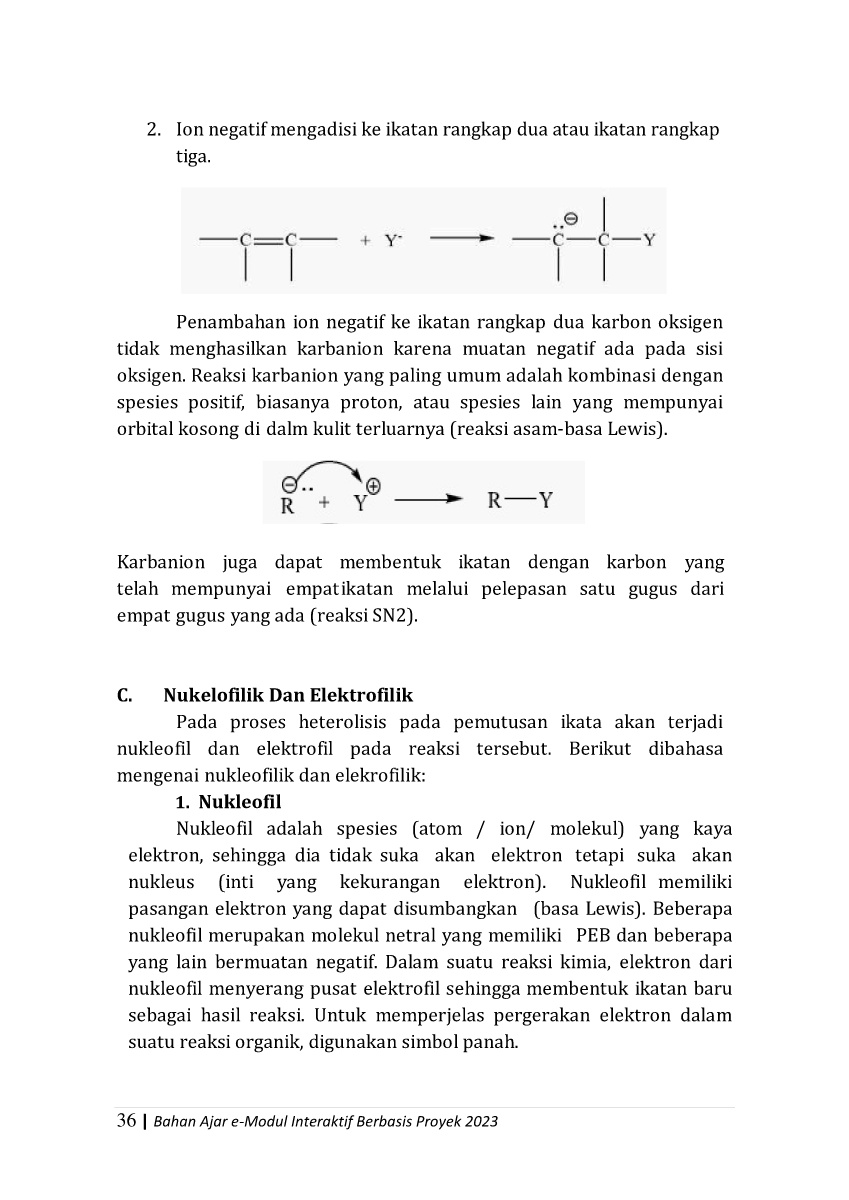 2. Ion negatif mengadisi ke ikatan rangkap dua atau ikatan rangkap
tiga.
C=C + Y- ⟶ C—C—Y
Penambahan ion negatif ke ikatan rangkap dua karbon oksigen
tidak menghasilkan karbanion karena muatan negatif ada pada sisi
oksigen. Reaksi karbanion yang paling umum adalah kombinasi dengan
spesies positif, biasanya proton, atau spesies lain yang mempunyai
orbital kosong di dalm kulit terluarnya (reaksi asam-basa Lewis).
R + Y ⟶ R—Y
Karbanion juga dapat membentuk ikatan dengan karbon yang
telah mempunyai empatikatan melalui pelepasan satu gugus dari
empat gugus yang ada (reaksi SN2).
C. Nukelofilik Dan Elektrofilik
Pada proses heterolisis pada pemutusan ikata akan terjadi
nukleofil dan elektrofil pada reaksi tersebut. Berikut dibahasa
mengenai nukleofilik dan elekrofilik:
1. Nukleofil
Nukleofil adalah spesies (atom / ion/ molekul) yang kaya
elektron, sehingga dia tidak suka akan elektron tetapi suka akan
nukleus (inti yang kekurangan elektron). Nukleofil memiliki
pasangan elektron yang dapat disumbangkan (basa Lewis). Beberapa
nukleofil merupakan molekul netral yang memiliki PEB dan beberapa
yang lain bermuatan negatif. Dalam suatu reaksi kimia, elektron dari
nukleofil menyerang pusat elektrofil sehingga membentuk ikatan baru
sebagai hasil reaksi. Untuk memperjelas pergerakan elektron dalam
suatu reaksi organik, digunakan simbol panah.
36 | Bahan Ajar e-Modul Interaktif Berbasis Proyek 2023